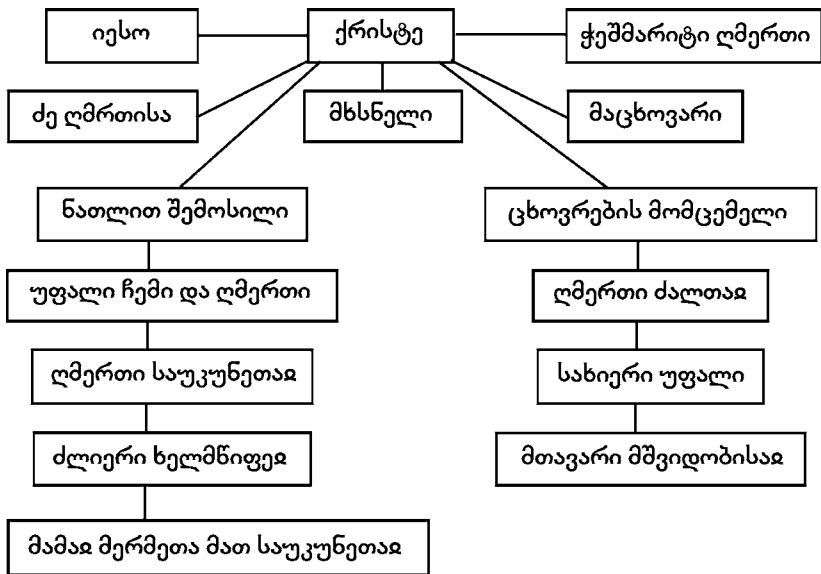 იესო
ქრისტე
ჭეშმარიტი ღმერთი
ძე ღმრთისა
მხსნელი
მაცხოვარი
ნათლით შემოსილი
ცხოვრების მომცემელი
უფალი ჩემი და ღმერთი
ღმერთი ძალთაჲ
ღმერთი საუკუნეთაჲ
სახიერი უფალი
ძლიერი ხელმწიფეჲ
მთავარი მშვიდობისაჲ
მამაჲ მერმეთა მათ საუკუნეთაჲ